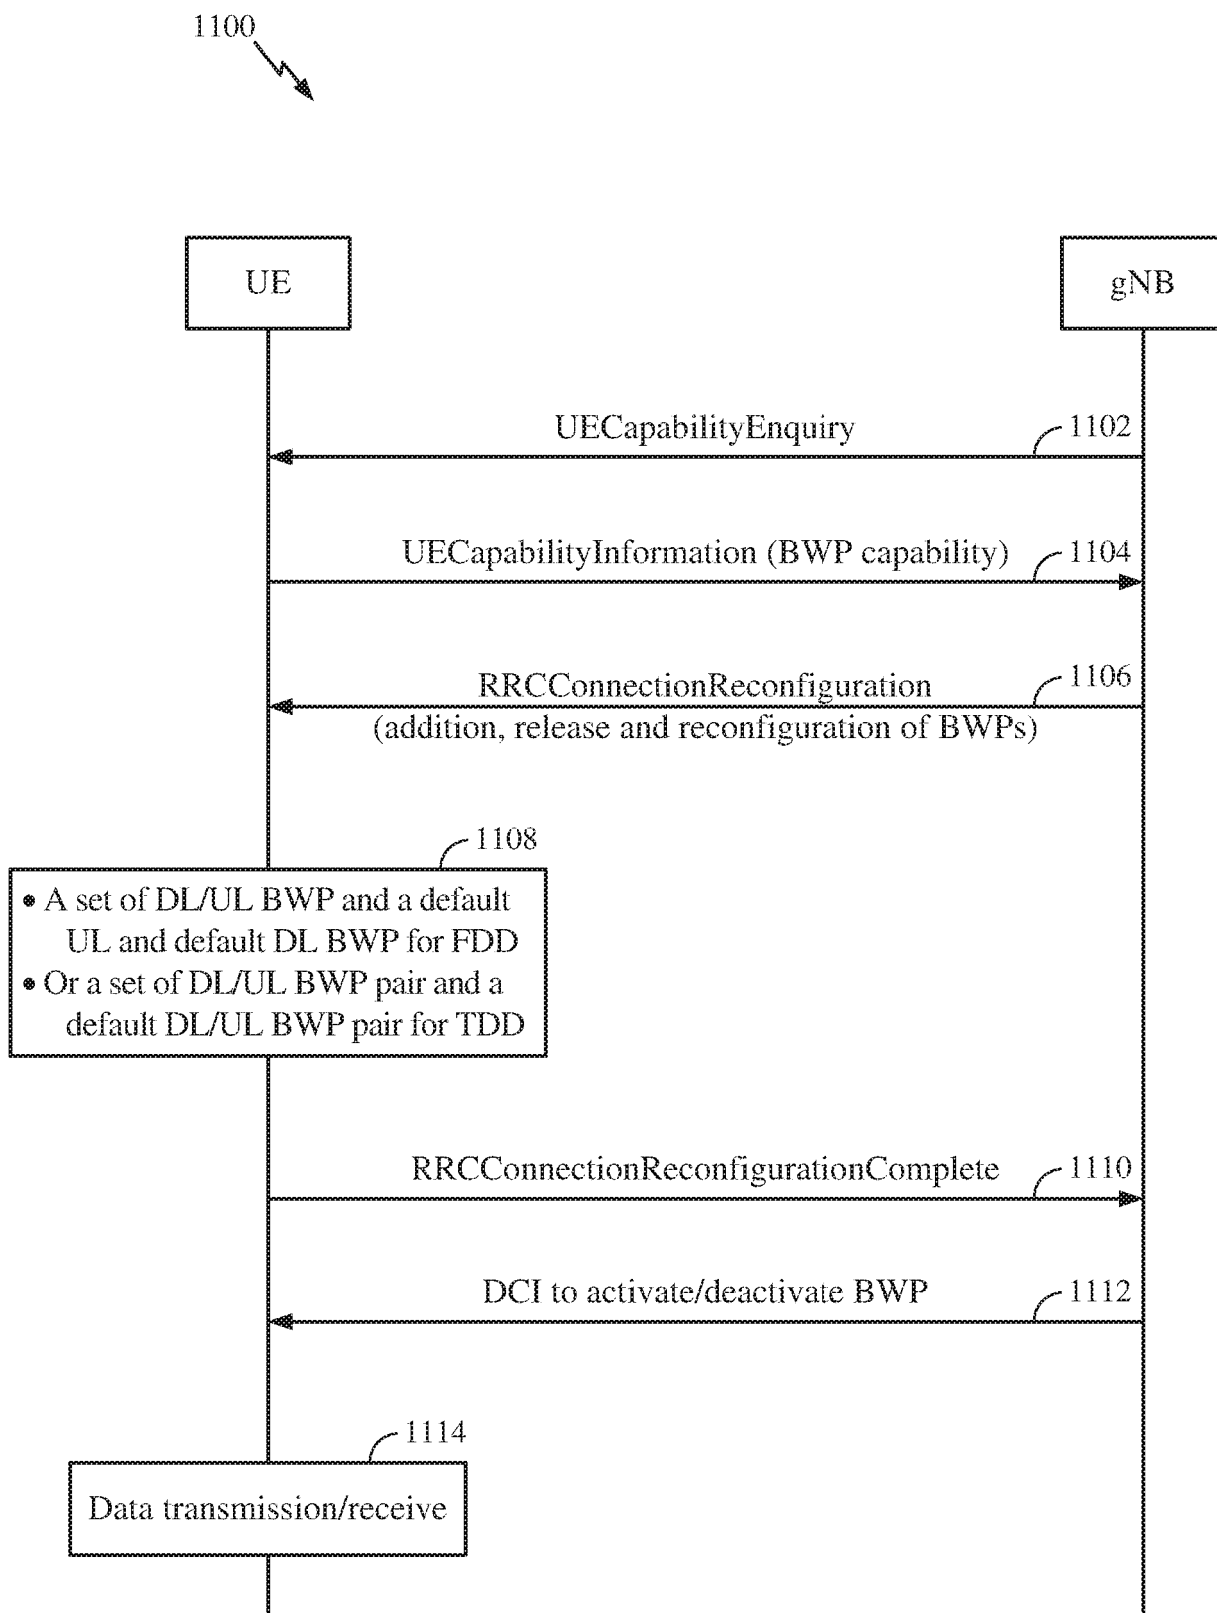 1100
UE
gNB
UECapabilityEnquiry
1102
UECapabilityInformation (BWP capability)
1104
RRCConnectionReconfiguration
1106
(addition, release and reconfiguration of BWPs)
1108
• A set of DL/UL BWP and a default
UL and default DL BWP for FDD
• Or a set of DL/UL BWP pair and a
default DL/UL BWP pair for TDD
RRCConnectionReconfigurationComplete
1110
DCI to activate/deactivate BWP
1112
1114
Data transmission/receive